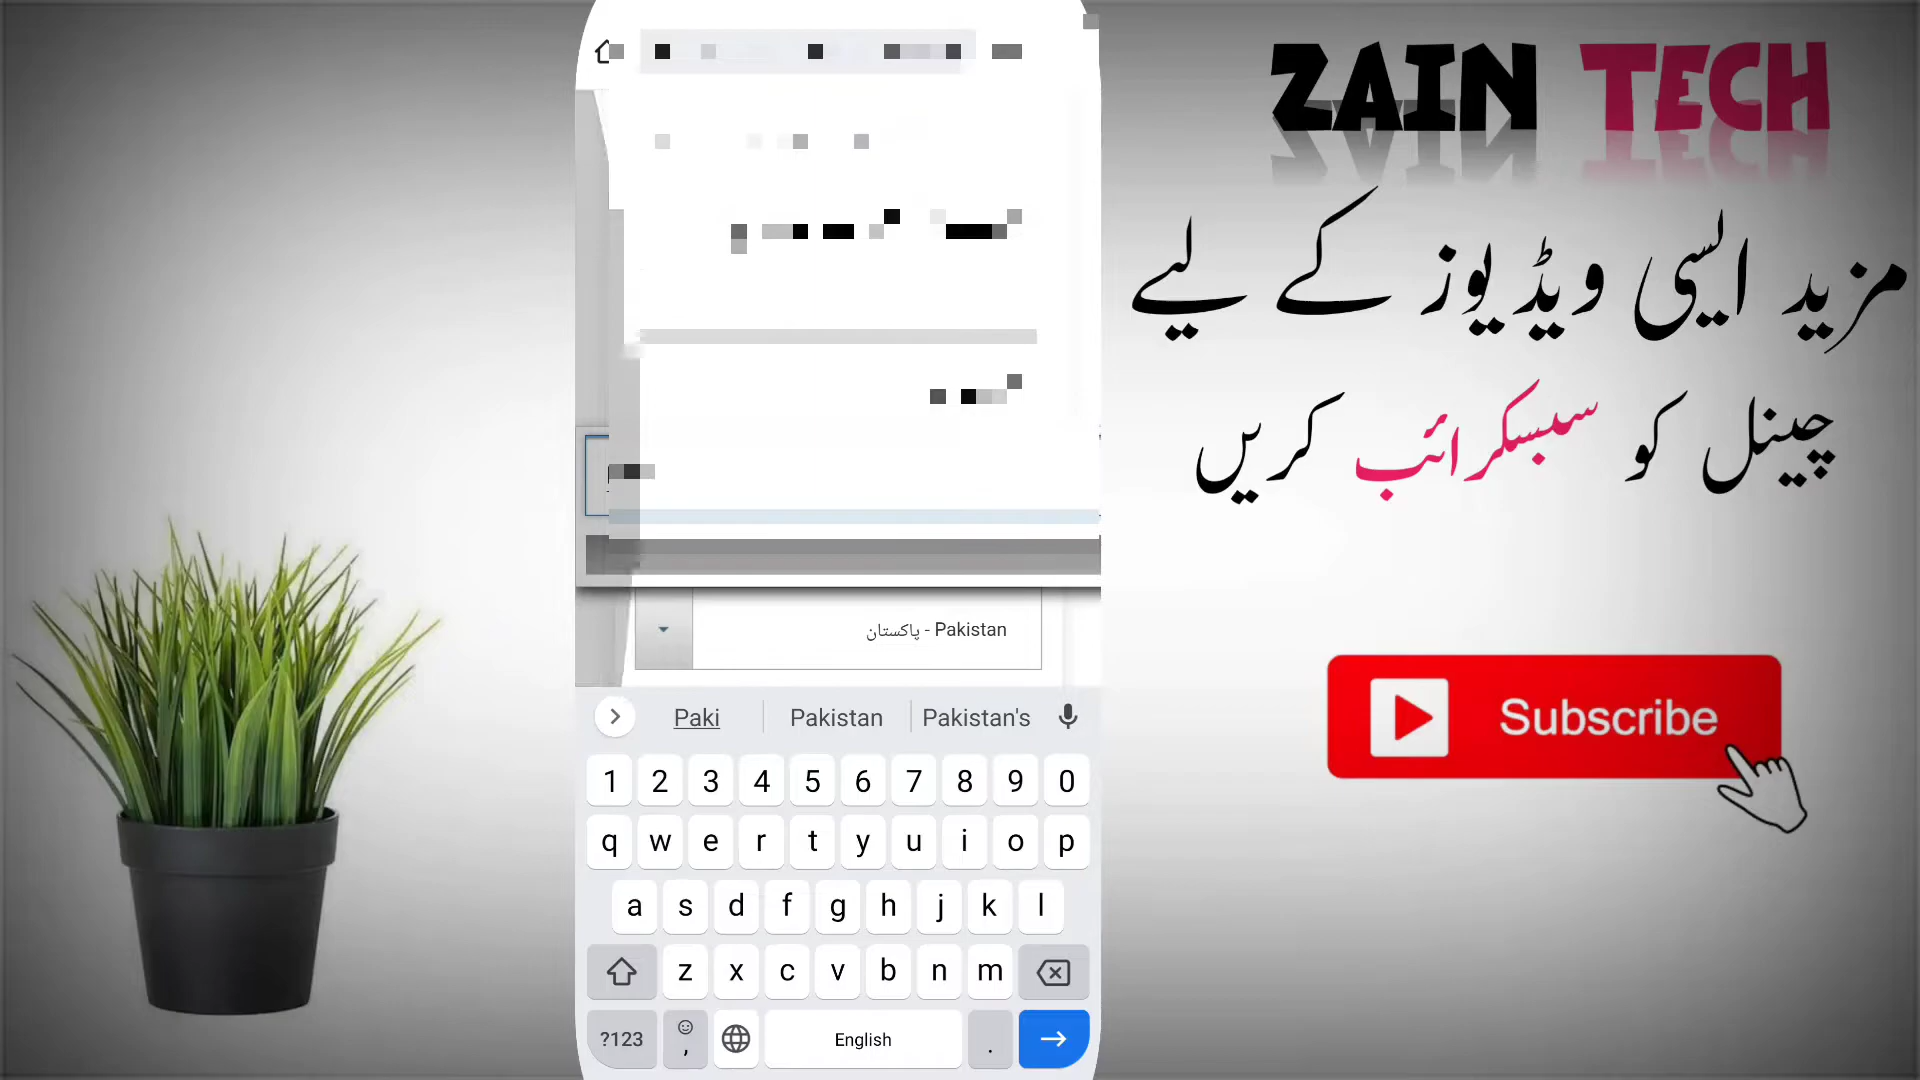 ZAIN TECH
مزید ایسی ویڈیوز کے لیے
چینل کو سبسکرائب کریں
Subscribe
Pakistan - پاکستان
Paki Pakistan Pakistan's
1 2 3 4 5 6 7 8 9 0
q w e r t y u i o p
a s d f g h j k l
z x c v b n m
?123 , English .